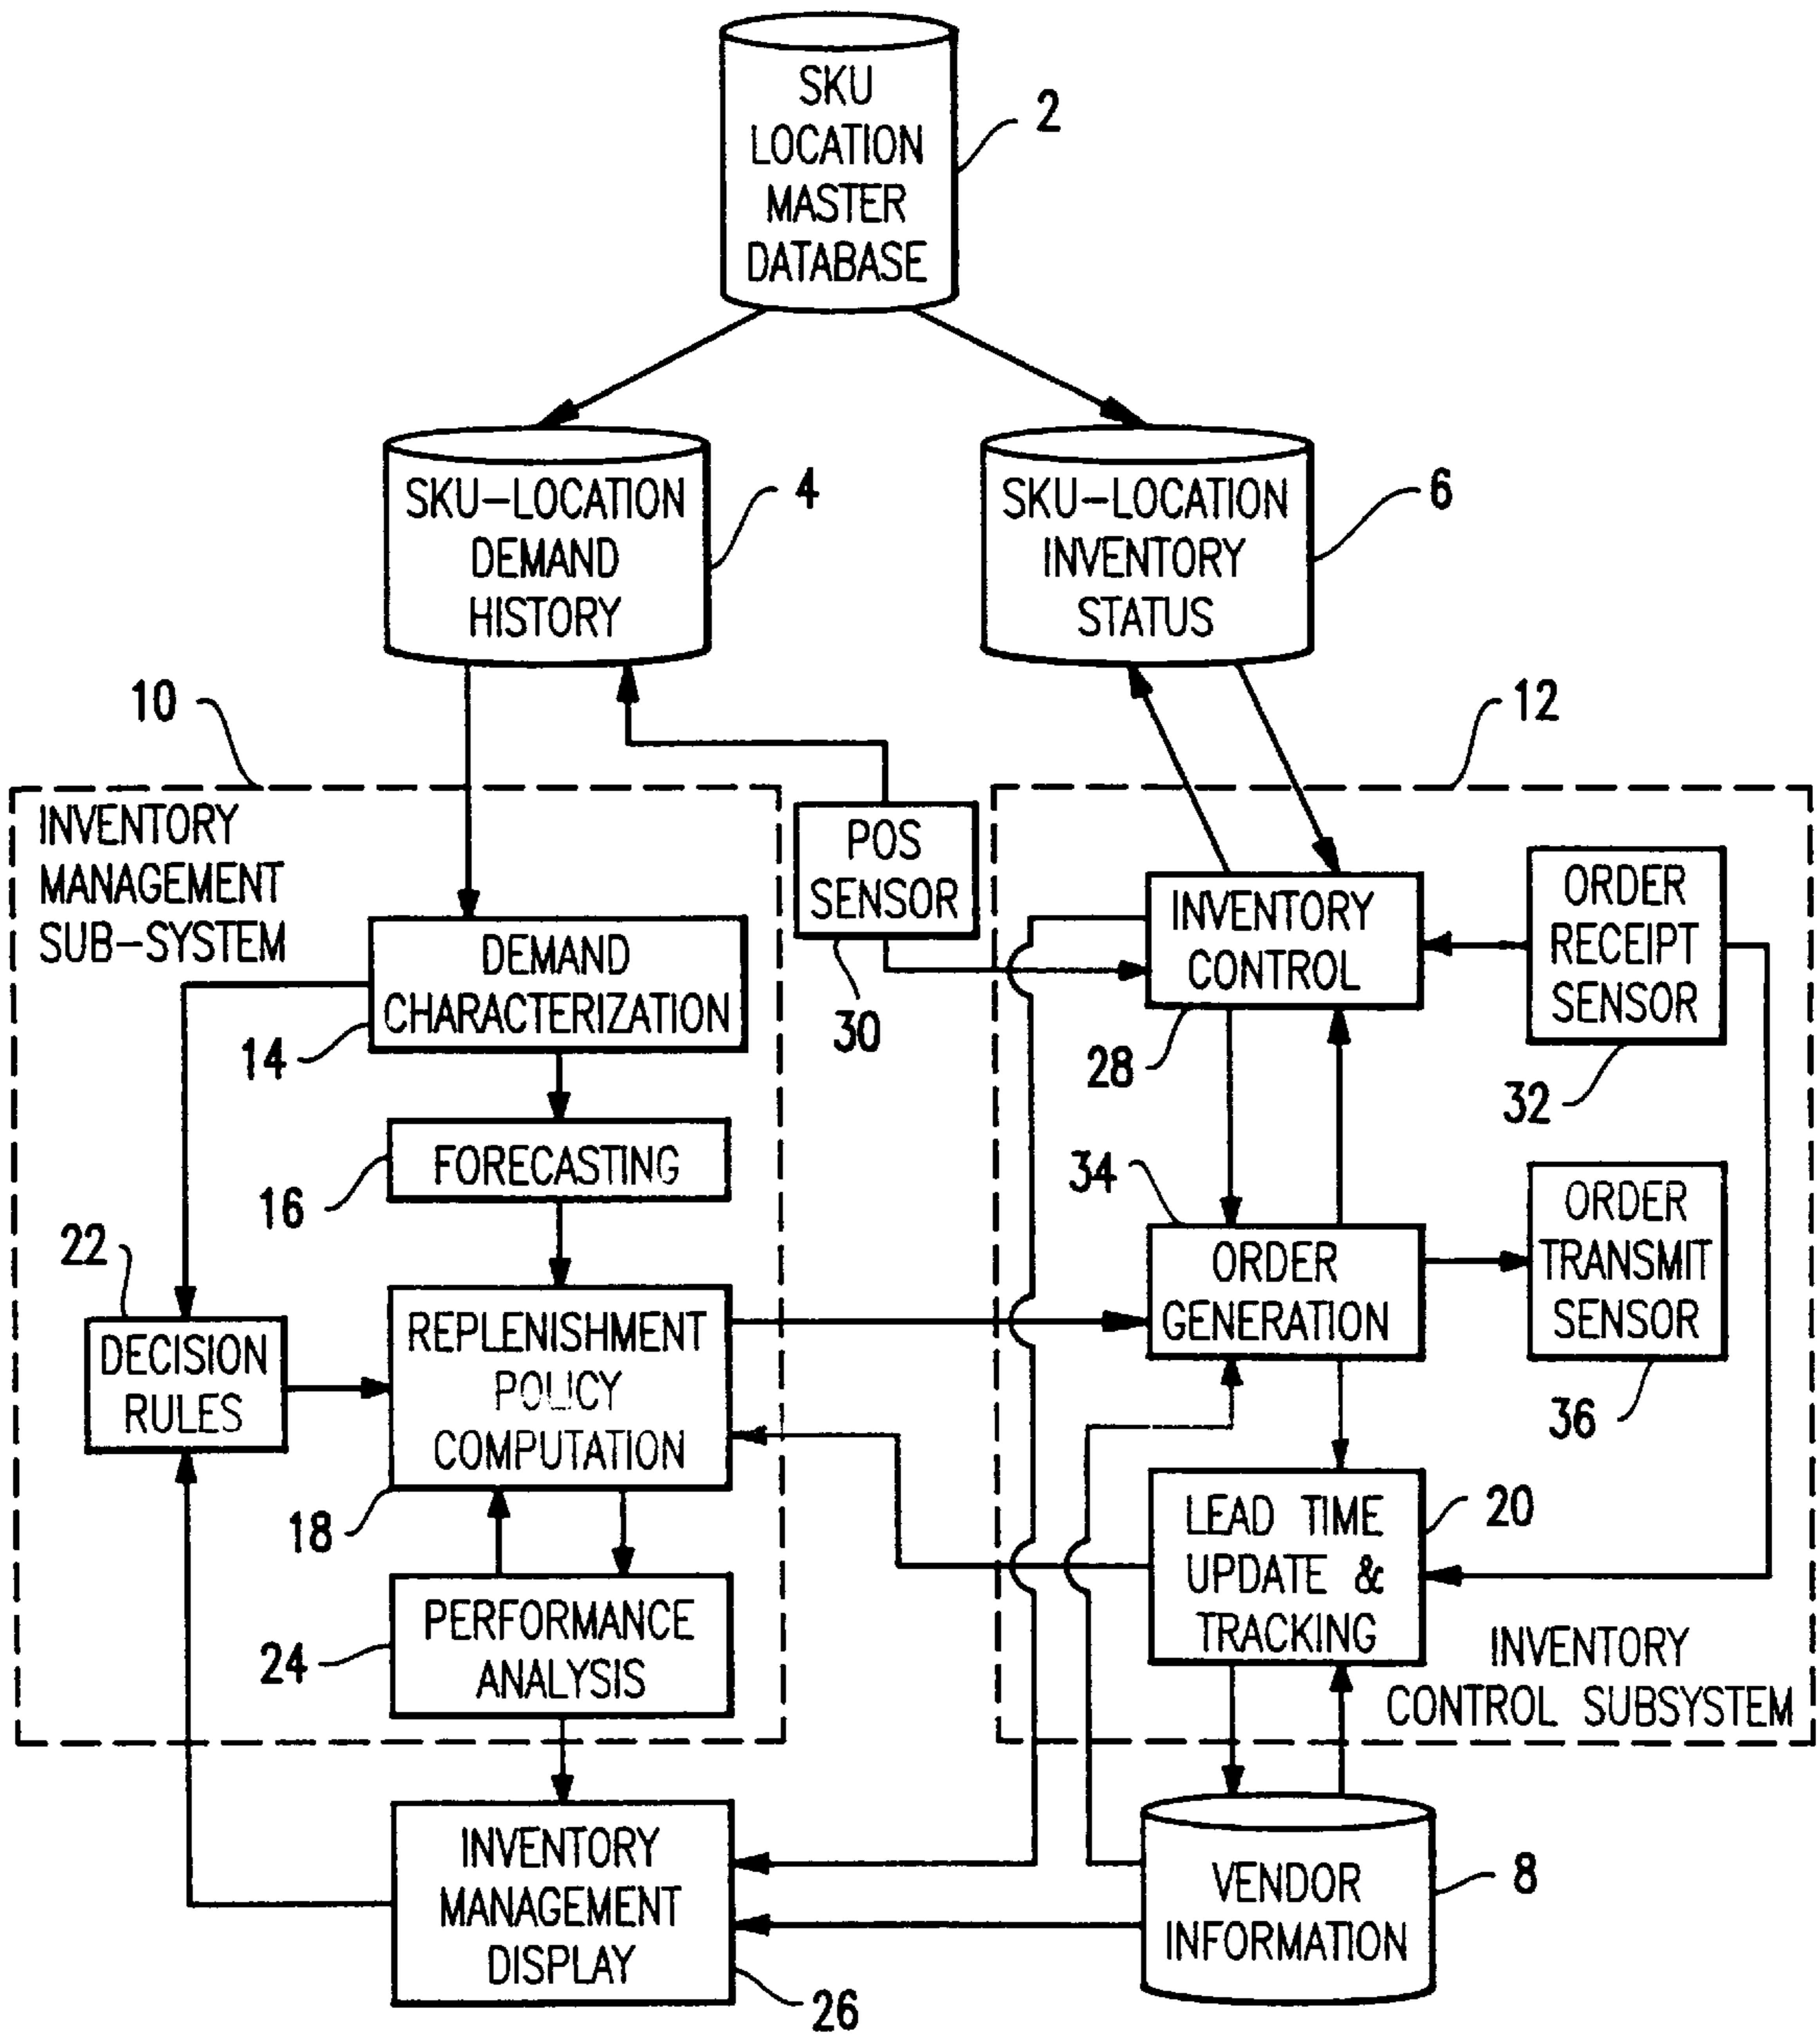 SKU
LOCATION
MASTER
DATABASE
2
SKU-LOCATION
DEMAND
HISTORY
4
SKU-LOCATION
INVENTORY
STATUS
6
10
12
INVENTORY
MANAGEMENT
SUB-SYSTEM
POS
SENSOR
30
DEMAND
CHARACTERIZATION
14
INVENTORY
CONTROL
28
ORDER
RECEIPT
SENSOR
32
FORECASTING
16
22
DECISION
RULES
REPLENISHMENT
POLICY
COMPUTATION
18
34
ORDER
GENERATION
ORDER
TRANSMIT
SENSOR
36
LEAD TIME
UPDATE &
TRACKING
20
PERFORMANCE
ANALYSIS
24
INVENTORY
CONTROL SUBSYSTEM
INVENTORY
MANAGEMENT
DISPLAY
26
VENDOR
INFORMATION
8